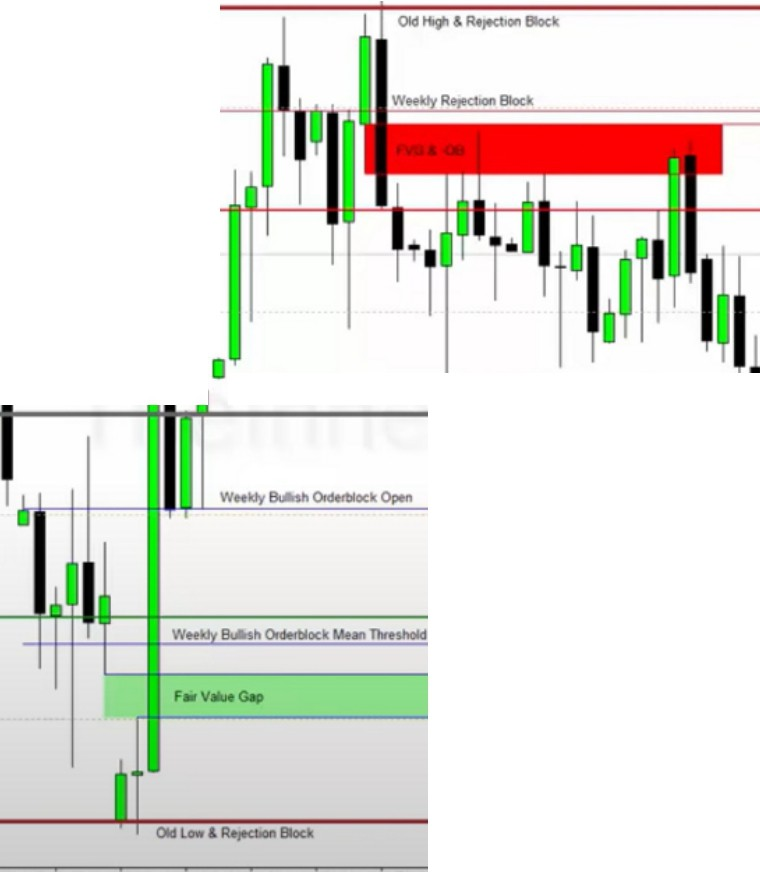 Old High & Rejection Block
Weekly Rejection Block
FVG & OB
Weekly Bullish Orderblock Open
Weekly Bullish Orderblock Mean Threshold
Fair Value Gap
Old Low & Rejection Block